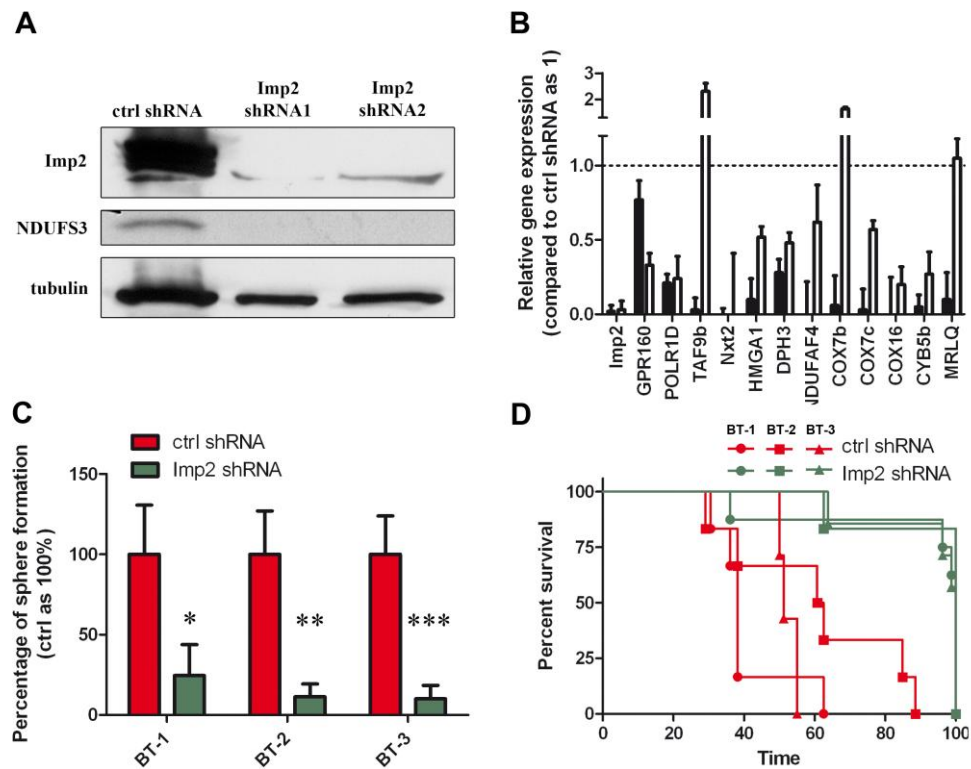 A
ctrl shRNA
Imp2
shRNA1
Imp2
shRNA2
Imp2
NDUFS3
tubulin
B
Relative gene expression
(compared to ctrl shRNA as 1)
3
2
1.0
0.5
0.0
Imp2
GPR160
POLR1D
TAF9b
Nxt2
HMGA1
DPH3
NDUFAF4
COX7b
COX7c
COX16
CYB5b
MRLQ
C
ctrl shRNA
Imp2 shRNA
Percentage of sphere formation
(ctrl as 100%)
150
100
50
0
*
**
***
BT-1
BT-2
BT-3
D
BT-1 BT-2 BT-3
ctrl shRNA
Imp2 shRNA
Percent survival
100
75
50
25
0
0 20 40 60 80 100
Time